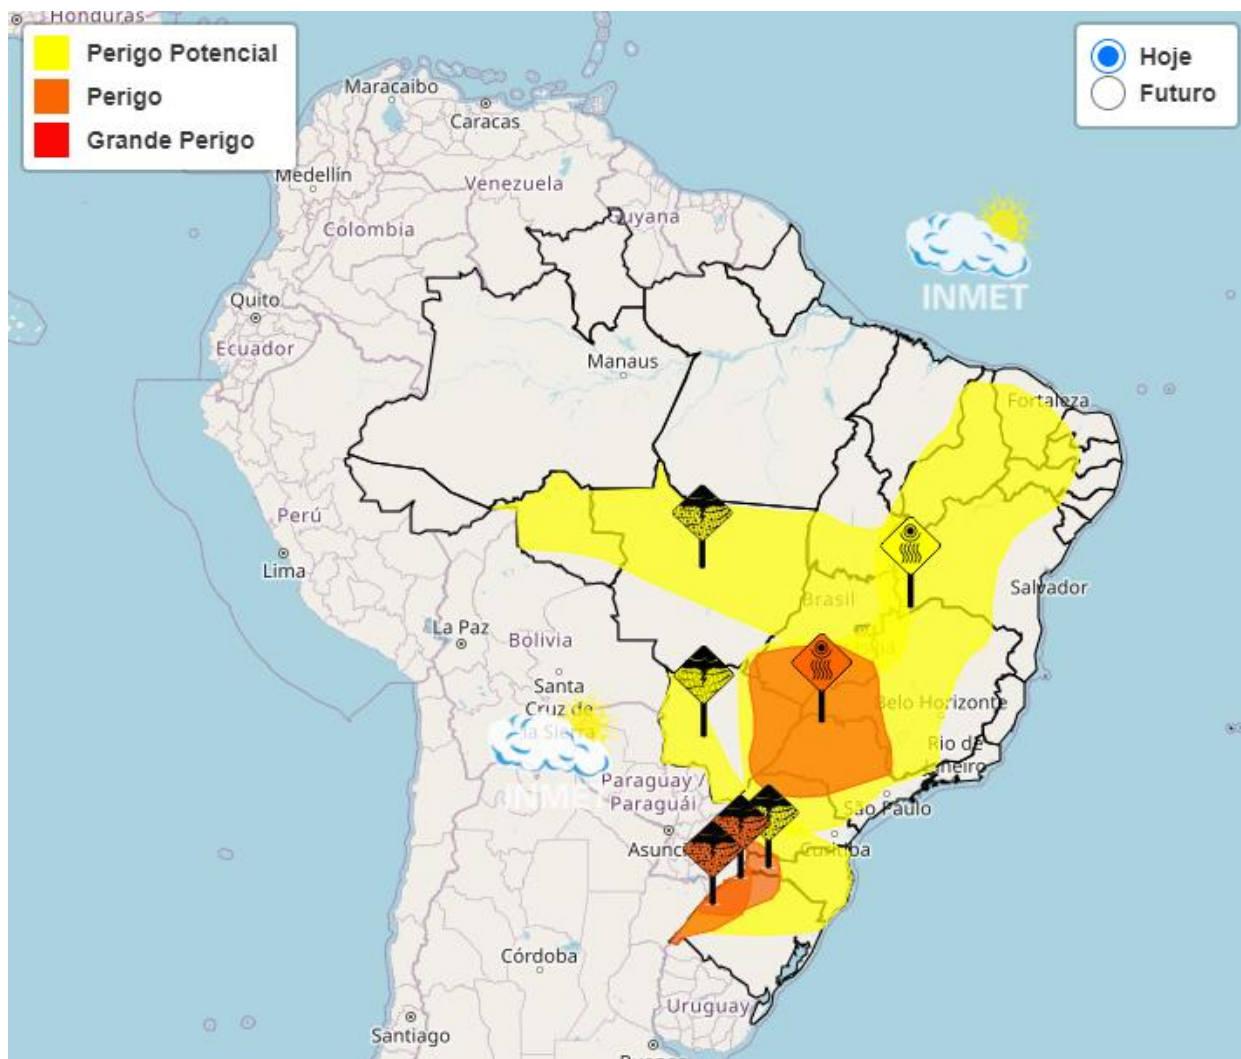 Honduras
Perigo Potencial
Perigo
Grande Perigo
Hoje
Futuro
Maracaibo
Caracas
Medellín
Venezuela
Guyana
Colombia
INMET
Quito
Ecuador
Manaus
Fortaleza
Perú
Lima
Salvador
Brasil
La Paz
Bolivia
Santa
Cruz de
la Sierra
Belo Horizonte
Rio de
Janeiro
INMET
Paraguay /
Paraguái
São Paulo
Curitiba
Córdoba
Uruguay
Santiago